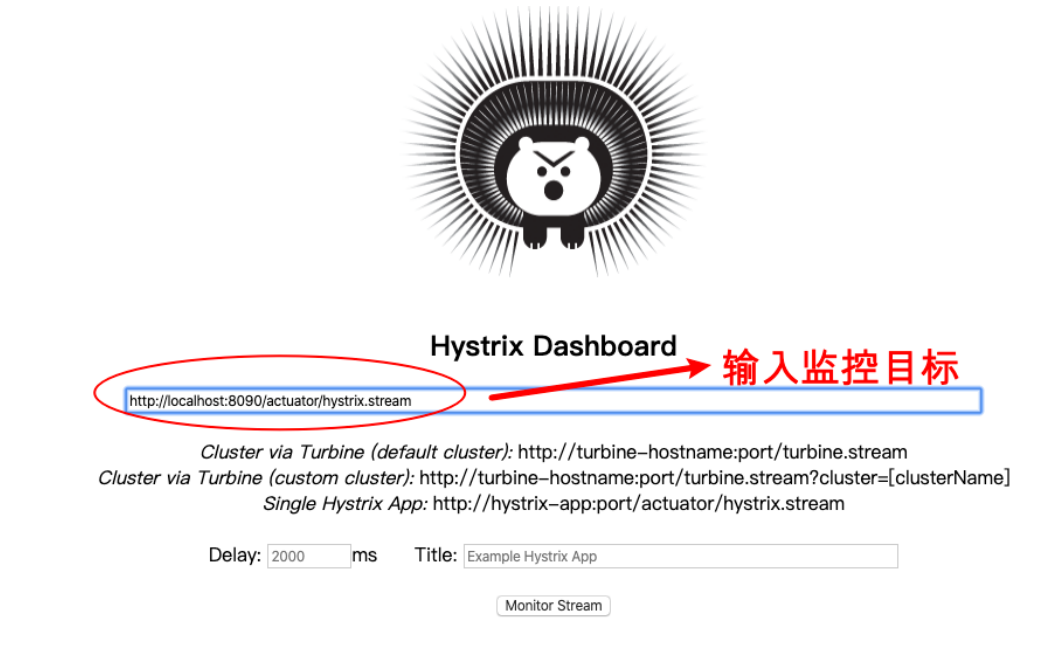 Hystrix Dashboard
输入监控目标
http://localhost:8090/actuator/hystrix.stream
Cluster via Turbine (default cluster): http://turbine-hostname:port/turbine.stream
Cluster via Turbine (custom cluster): http://turbine-hostname:port/turbine.stream?cluster=[clusterName]
Single Hystrix App: http://hystrix-app:port/actuator/hystrix.stream
Delay: 2000 ms Title: Example Hystrix App
Monitor Stream